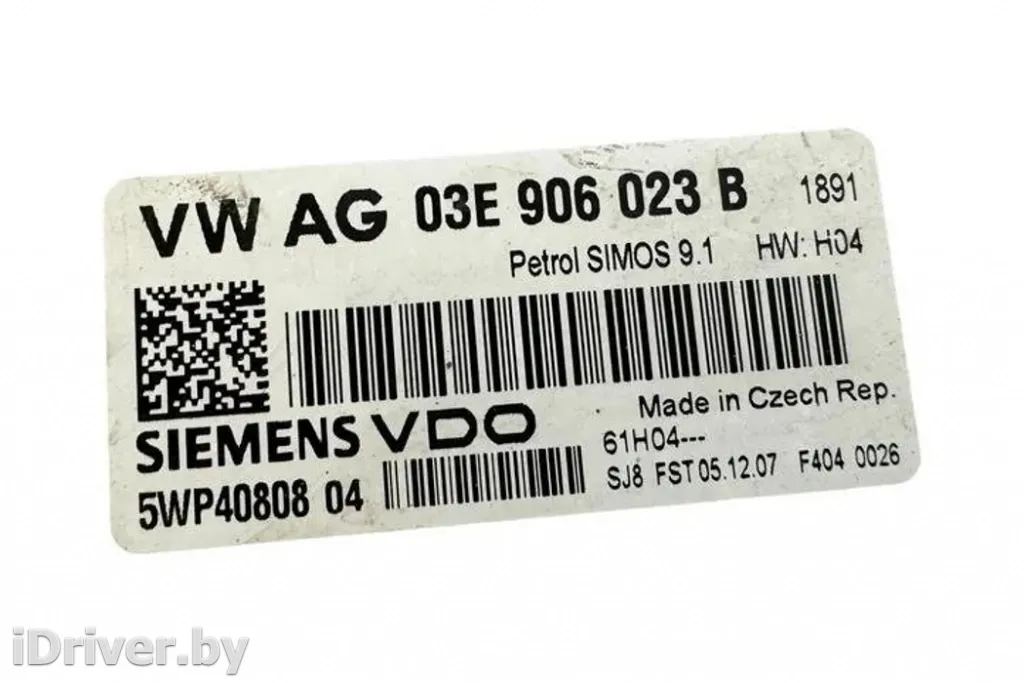 VW AG 03E 906 023 B 1891
Petrol SIMOS 9.1 HW: H04
Made in Czech Rep.
SIEMENS VDO
61H04---
5WP40808 04
SJ8 FST 05.12.07 F404 0026
iDriver.by